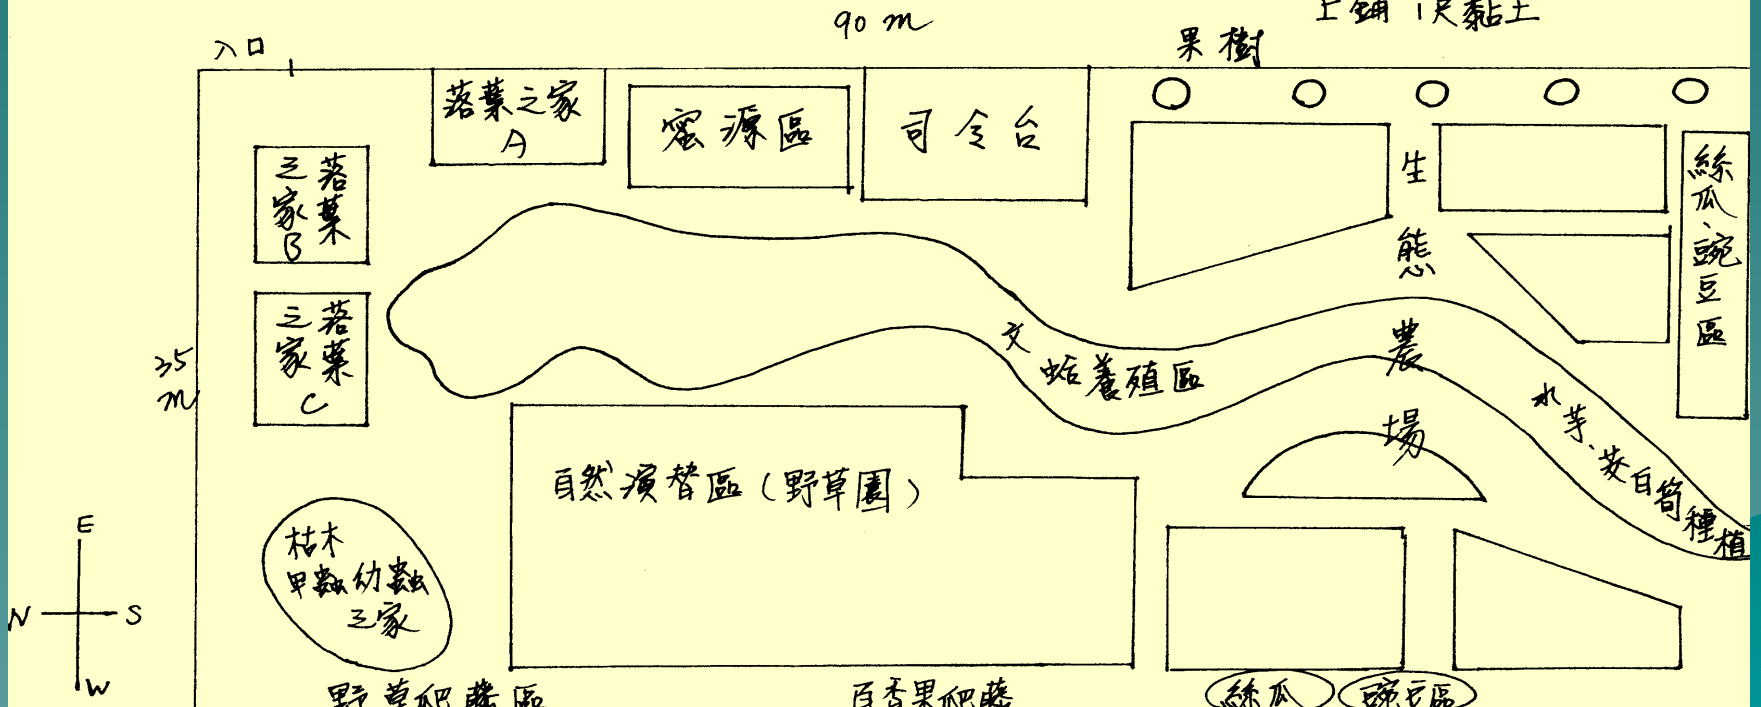 90 m
上鋪 1尺黏土
入口
果樹
落葉之家
A
蜜源區
司令台
落葉
之家
B
落葉
之家
C
生態農場
絲瓜、豌豆區
35
m
文蛤養殖區
水芋、茭白筍種植
自然演替區(野草園)
枯木
甲蟲幼蟲
之家
E
N
S
W
野草爬藤區
百香果爬藤
絲瓜
豌豆區